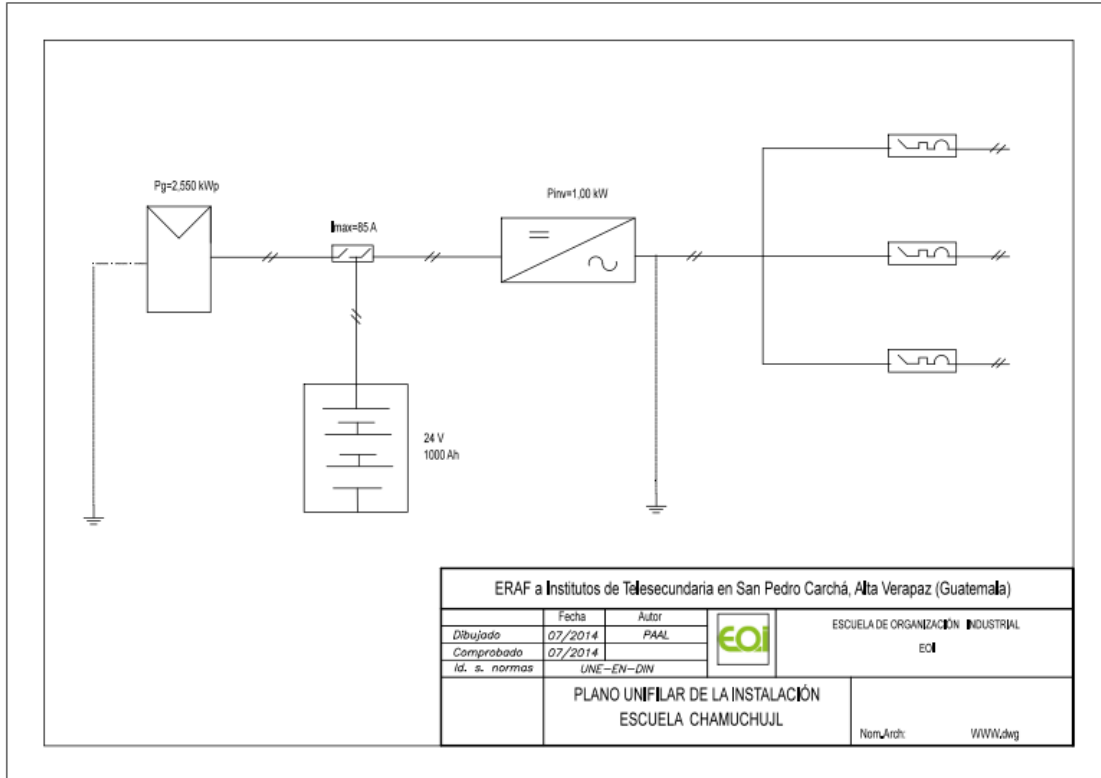 Pg=2,550 kWp
Imax=85 A
Pinv=1,00 kW
24 V
1000 Ah
ERAF a Institutos de Telesecundaria en San Pedro Carchá, Alta Verapaz (Guatemala)
Fecha Autor
Dibujado 07/2014 PAAL
Comprobado 07/2014
Id. s. normas UNE-EN-DIN
EOI
ESCUELA DE ORGANIZACIÓN INDUSTRIAL
EOI
PLANO UNIFILAR DE LA INSTALACIÓN
ESCUELA CHAMUCHUJL
Nom.Arch: WWW.dwg